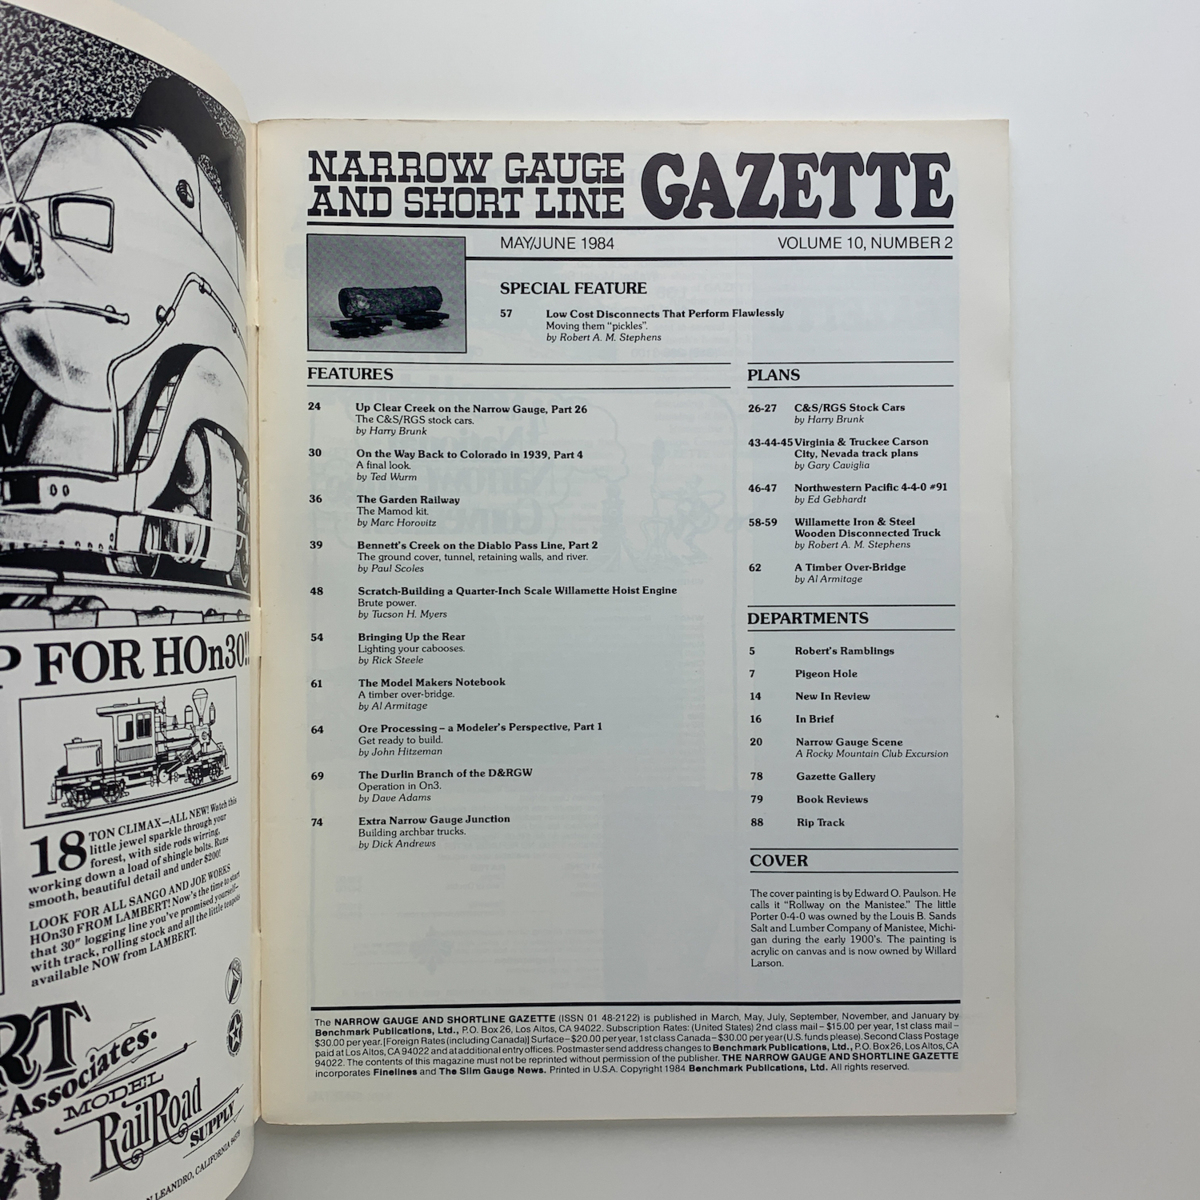 P FOR HOn30!!
18 TON CLIMAX—ALL NEW! Watch this
little jewel sparkle through your
forest, with side rods wirring,
working down a load of shingle bolts. Runs
smooth, beautiful detail and under $200!
LOOK FOR ALL SANGO AND JOE WORKS
HOn30 FROM LAMBERT! Now's the time to start
that 30" logging line you've promised yourself—
with track, rolling stock and all the little teapots
available NOW from LAMBERT.
RT
Associates.
MODEL
RailRoad
SUPPLY
LEANDRO, CALIFORNIA
NARROW GAUGE
AND SHORT LINE
GAZETTE
MAY/JUNE 1984
VOLUME 10, NUMBER 2
SPECIAL FEATURE
57 Low Cost Disconnects That Perform Flawlessly
Moving them "pickles".
by Robert A. M. Stephens
FEATURES
24 Up Clear Creek on the Narrow Gauge, Part 26
The C&S/RGS stock cars.
by Harry Brunk
30 On the Way Back to Colorado in 1939, Part 4
A final look.
by Ted Wurm
36 The Garden Railway
The Mamod kit.
by Marc Horovitz
39 Bennett's Creek on the Diablo Pass Line, Part 2
The ground cover, tunnel, retaining walls, and river.
by Paul Scoles
48 Scratch-Building a Quarter-Inch Scale Willamette Hoist Engine
Brute power.
by Tucson H. Myers
54 Bringing Up the Rear
Lighting your cabooses.
by Rick Steele
61 The Model Makers Notebook
A timber over-bridge.
by Al Armitage
64 Ore Processing – a Modeler's Perspective, Part 1
Get ready to build.
by John Hitzeman
69 The Durlin Branch of the D&RGW
Operation in On3.
by Dave Adams
74 Extra Narrow Gauge Junction
Building archbar trucks.
by Dick Andrews
PLANS
26-27 C&S/RGS Stock Cars
by Harry Brunk
43-44-45 Virginia & Truckee Carson
City, Nevada track plans
by Gary Caviglia
46-47 Northwestern Pacific 4-4-0 #91
by Ed Gebhardt
58-59 Willamette Iron & Steel
Wooden Disconnected Truck
by Robert A. M. Stephens
62 A Timber Over-Bridge
by Al Armitage
DEPARTMENTS
5 Robert's Ramblings
7 Pigeon Hole
14 New In Review
16 In Brief
20 Narrow Gauge Scene
A Rocky Mountain Club Excursion
78 Gazette Gallery
79 Book Reviews
88 Rip Track
COVER
The cover painting is by Edward O. Paulson. He
calls it "Rollway on the Manistee." The little
Porter 0-4-0 was owned by the Louis B. Sands
Salt and Lumber Company of Manistee, Michi-
gan during the early 1900's. The painting is
acrylic on canvas and is now owned by Willard
Larson.
The NARROW GAUGE AND SHORTLINE GAZETTE (ISSN 01 48-2122) is published in March, May, July, September, November, and January by
Benchmark Publications, Ltd., P.O. Box 26, Los Altos, CA 94022. Subscription Rates: (United States) 2nd class mail – $15.00 per year, 1st class mail –
$30.00 per year. [Foreign Rates (including Canada)] Surface – $20.00 per year, 1st class Canada – $30.00 per year (U.S. funds please). Second Class Postage
paid at Los Altos, CA 94022 and at additional entry offices. Postmaster send address changes to Benchmark Publications, Ltd., P.O. Box 26, Los Altos, CA
94022. The contents of this magazine must not be reprinted without permission of the publisher. THE NARROW GAUGE AND SHORTLINE GAZETTE
incorporates Finelines and The Slim Gauge News. Printed in U.S.A. Copyright 1984 Benchmark Publications, Ltd. All rights reserved.